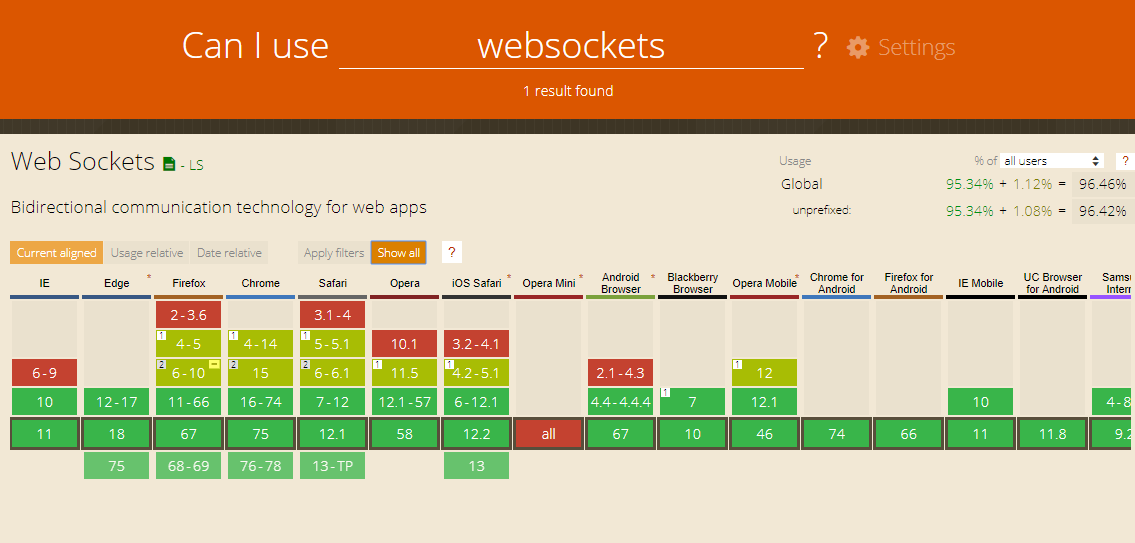 Can I use websockets ? Settings
1 result found
Web Sockets - LS
Usage % of all users ?
Global 95.34% + 1.12% = 96.46%
Bidirectional communication technology for web apps
unprefixed: 95.34% + 1.08% = 96.42%
Current aligned Usage relative Date relative Apply filters Show all ?
IE Edge * Firefox Chrome Safari Opera iOS Safari * Opera Mini * Android Browser * Blackberry Browser Opera Mobile * Chrome for Android Firefox for Android IE Mobile UC Browser for Android Samsu Intern
2-3.6 3.1-4
1 4-5 1 4-14 1 5-5.1 10.1 3.2-4.1
6-9 2 6-10 2 15 2 6-6.1 1 11.5 1 4.2-5.1 2.1-4.3 1 12
10 12-17 11-66 16-74 7-12 12.1-57 6-12.1 4.4-4.4.4 1 7 12.1 10 4-8
11 18 67 75 12.1 58 12.2 all 67 10 46 74 66 11 11.8 9.2
75 68-69 76-78 13-TP 13